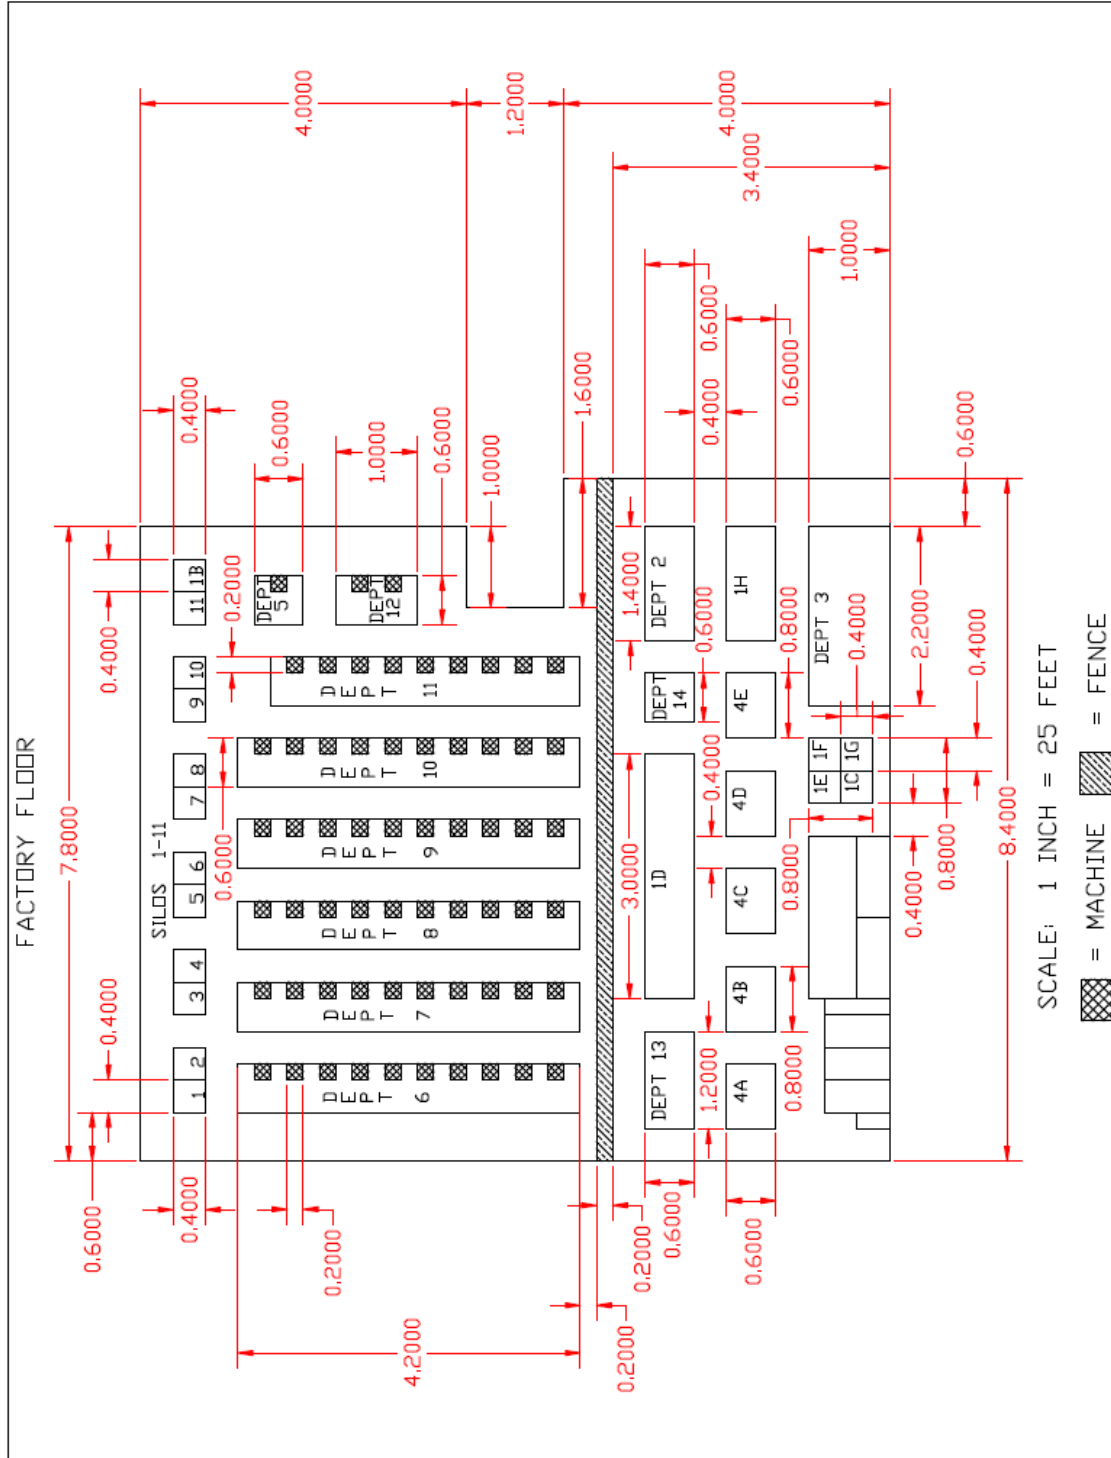 FACTORY FLOOR
7.8000
4.0000
1.2000
4.0000
3.4000
1.0000
0.6000
0.4000
0.4000
0.4000
0.4000
SILOS 1-11
1 2
3 4
5 6
7 8
9 10
11 1B
0.6000
0.2000
DEPT
5
0.6000
DEPT
12
1.0000
0.6000
1.0000
1.6000
DEPT
6
DEPT
7
DEPT
8
DEPT
9
DEPT
10
DEPT
11
4.2000
0.2000
0.2000
0.2000
0.6000
0.6000
DEPT 13
1.2000
1D
3.0000
DEPT
14
0.6000
DEPT 2
1.4000
0.6000
0.4000
0.6000
4A
4B
4C
4D
4E
1H
0.8000
0.4000
0.8000
0.8000
1E 1F
1C 1G
DEPT 3
0.4000
2.2000
0.4000
0.8000
0.4000
0.6000
8.4000
SCALE: 1 INCH = 25 FEET
= MACHINE
= FENCE